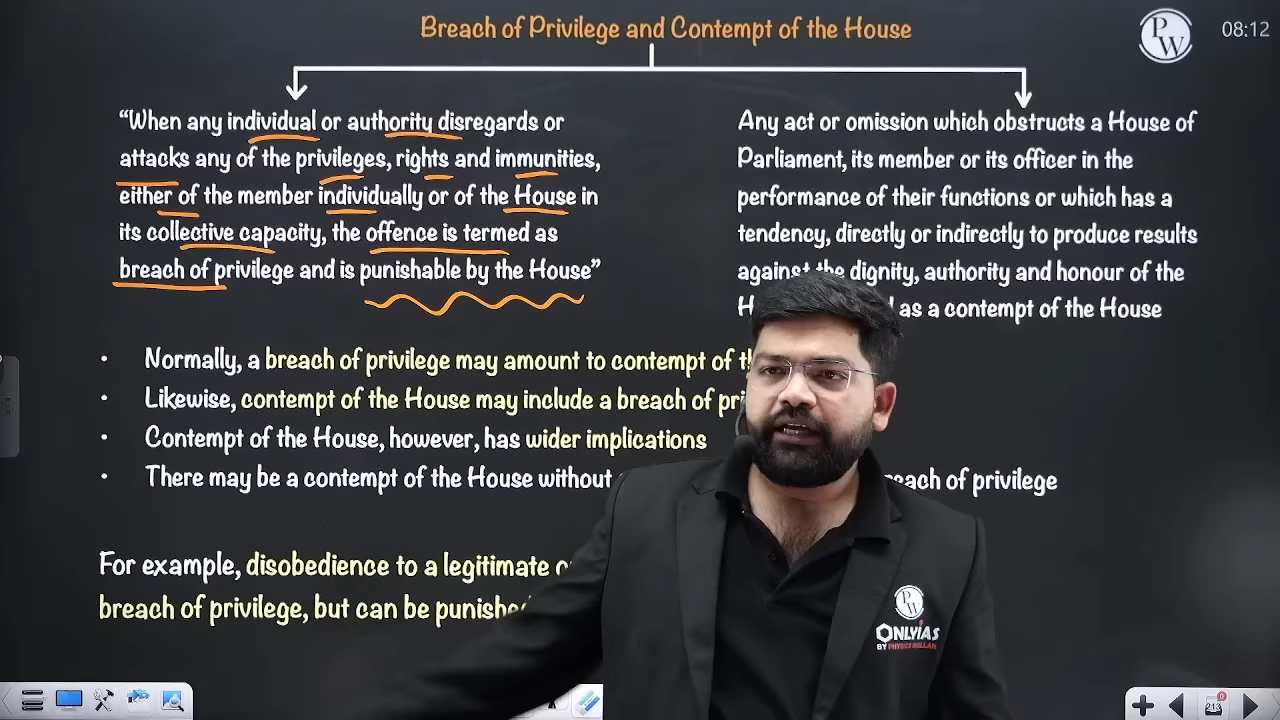 Breach of Privilege and Contempt of the House
PW
08:12
“When any individual or authority disregards or
attacks any of the privileges, rights and immunities,
either of the member individually or of the House in
its collective capacity, the offence is termed as
breach of privilege and is punishable by the House”
Any act or omission which obstructs a House of
Parliament, its member or its officer in the
performance of their functions or which has a
tendency, directly or indirectly to produce results
against the dignity, authority and honour of the
as a contempt of the House
• Normally, a breach of privilege may amount to contempt of
• Likewise, contempt of the House may include a breach of
• Contempt of the House, however, has wider implications
• There may be a contempt of the House without breach of privilege
For example, disobedience to a legitimate
breach of privilege, but can be punished
PW
ONLYIAS
BY PHYSICS WALLAH
213
0